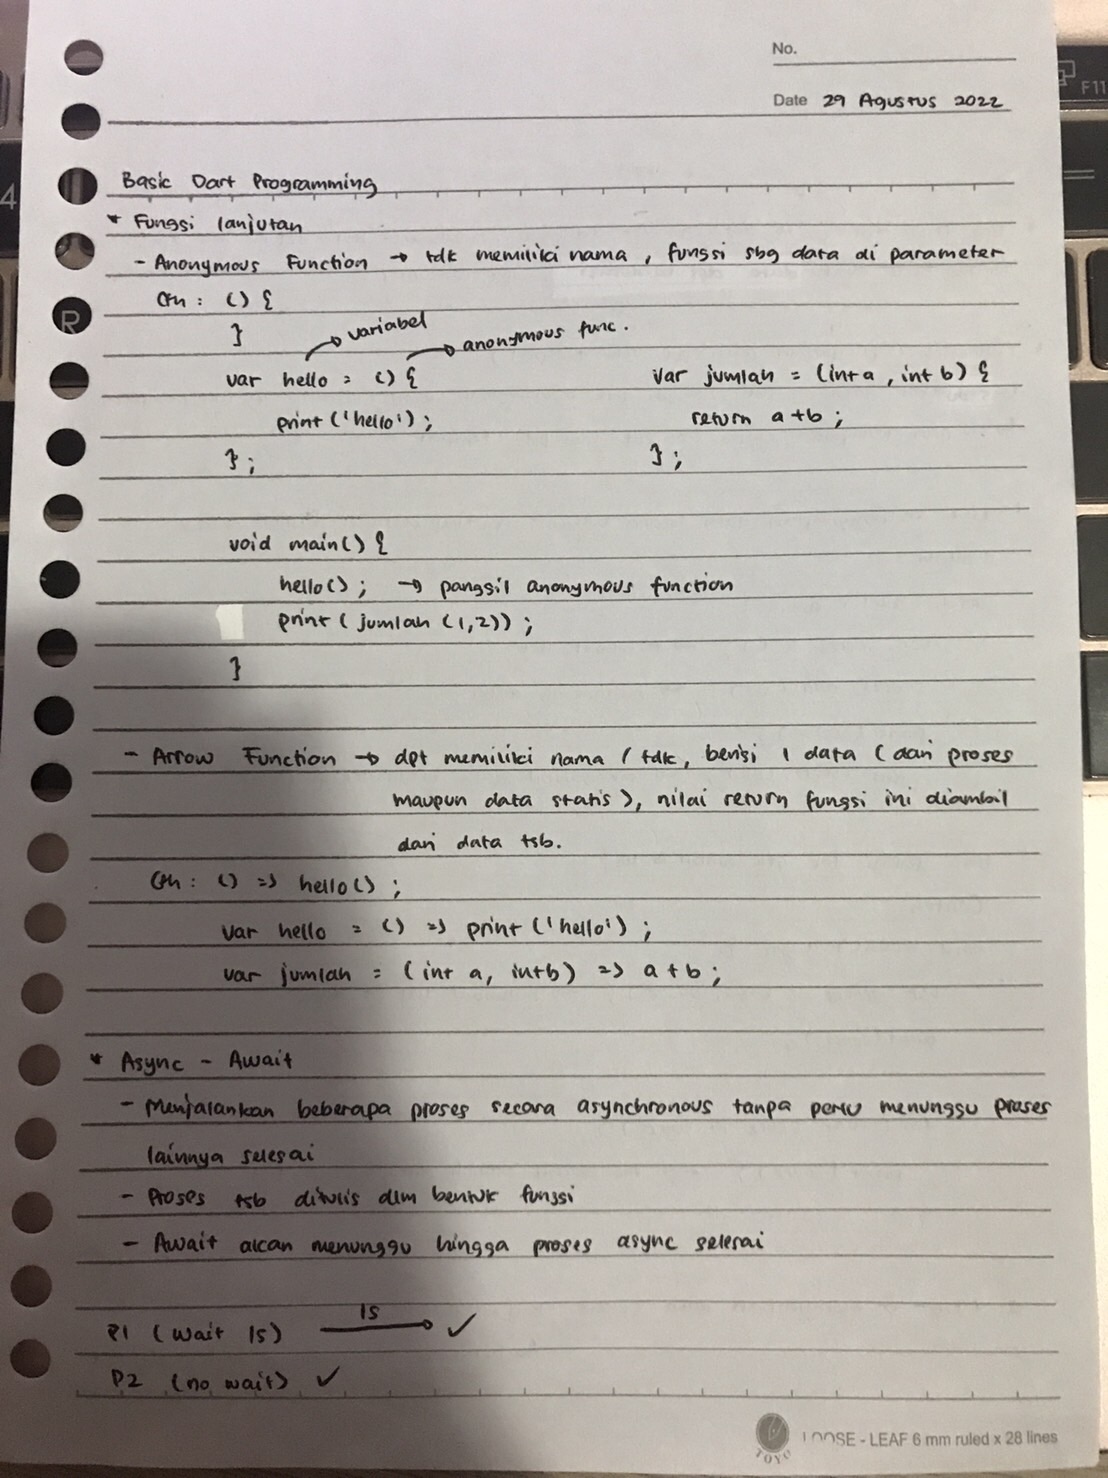 No.
Date 29 Agustus 2022
Basic Dart Programming
* Fungsi lanjutan
- Anonymous Function → tdk memiliki nama, fungsi sbg data di parameter
Cth : () {
}
→ variabel
→ anonymous func.
var hello = () {
print('hello');
};
var jumlah = (int a, int b) {
return a+b;
};
void main() {
hello(); → panggil anonymous function
print(jumlah(1,2));
}
- Arrow Function → dpt memiliki nama / tdk, berisi 1 data (dari proses
maupun data statis), nilai return fungsi ini diambil
dari data tsb.
Cth : () => hello();
var hello = () => print('hello');
var jumlah = (int a, int b) => a + b;
* Async - Await
- Menjalankan beberapa proses secara asynchronous tanpa perlu menunggu proses
lainnya selesai
- Proses tsb ditulis dlm bentuk fungsi
- Await akan menunggu hingga proses async selesai
1s
P1 (wait 1s) → ✓
P2 (no wait) ✓
TOYO
LOOSE - LEAF 6 mm ruled x 28 lines
F11
4
R